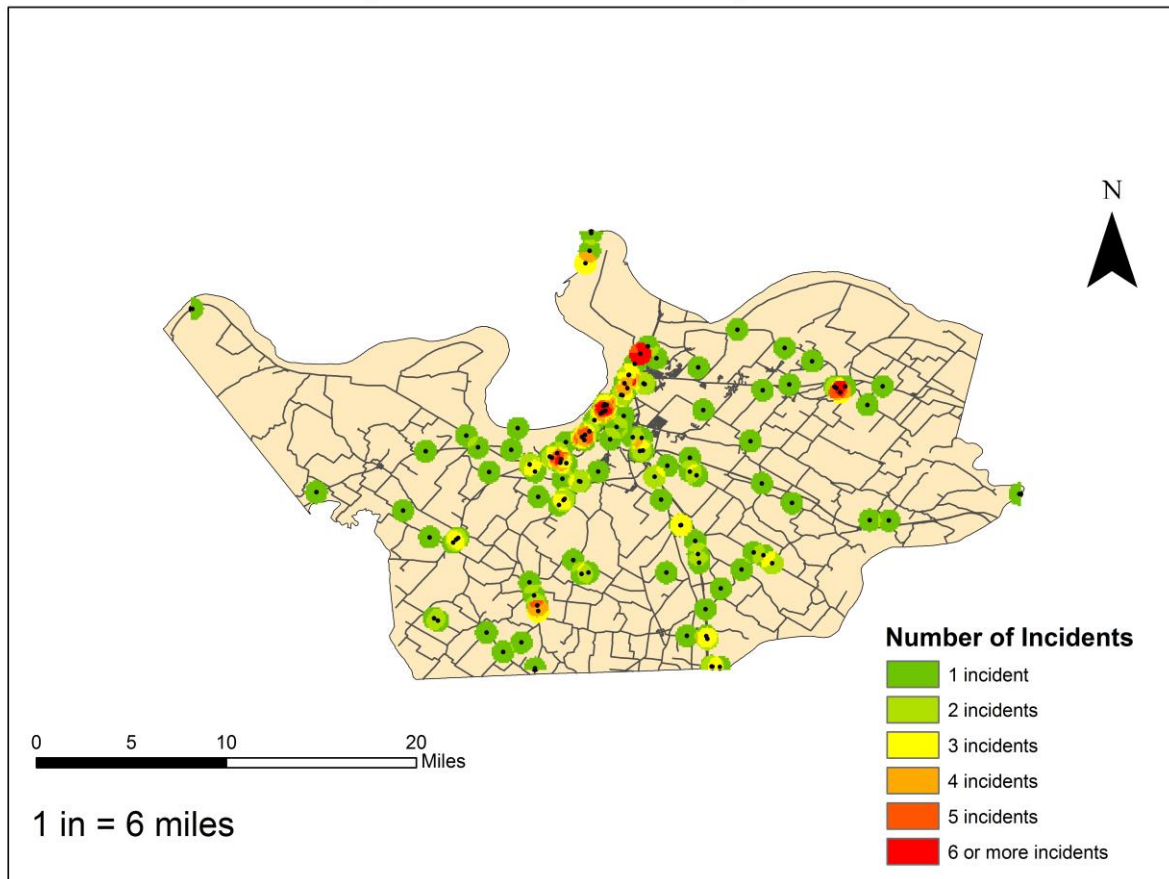 N
Number of Incidents
1 incident
2 incidents
3 incidents
4 incidents
5 incidents
6 or more incidents
0 5 10 20
Miles
1 in = 6 miles